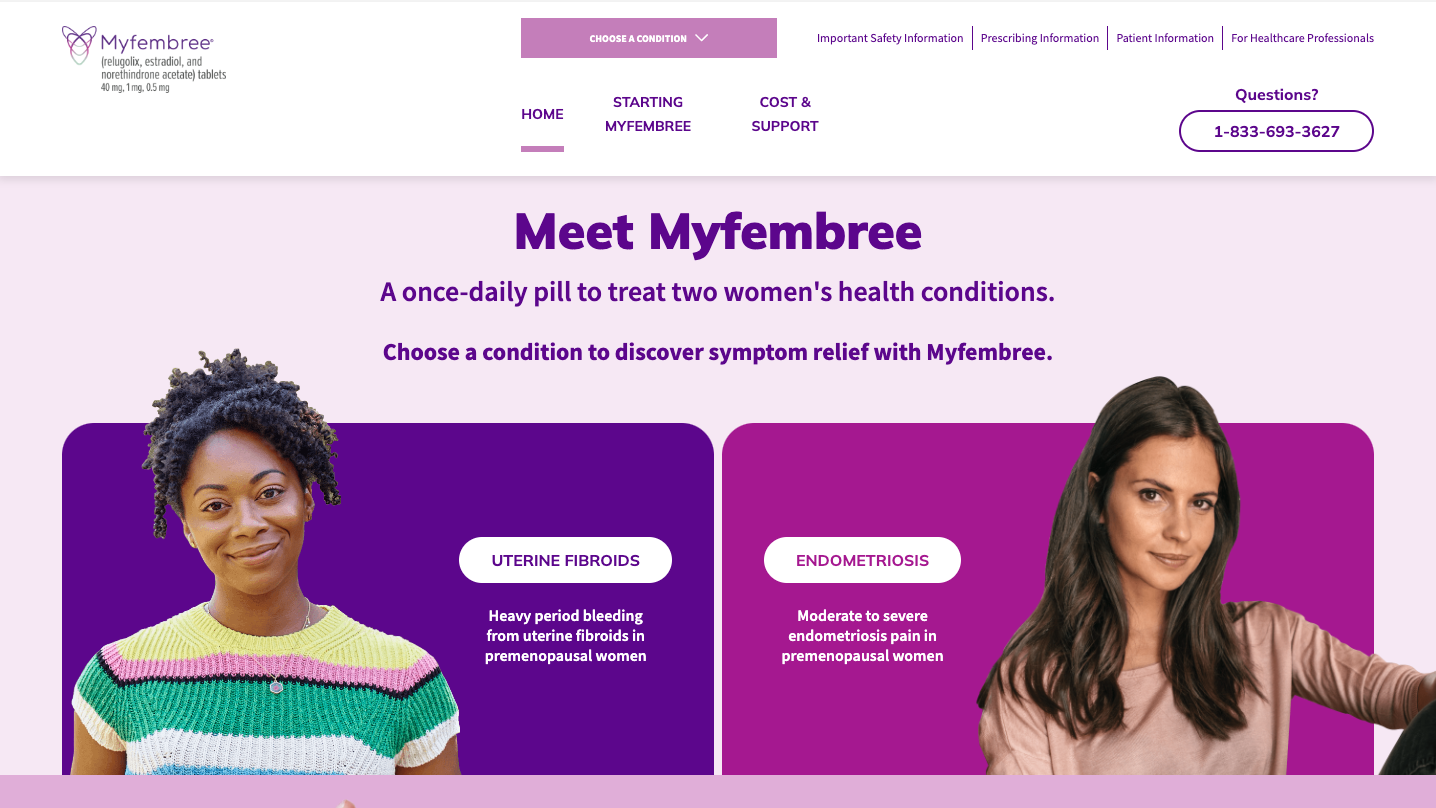 Myfembree®
(relugolix, estradiol, and
norethindrone acetate) tablets
40 mg, 1 mg, 0.5 mg
CHOOSE A CONDITION
Important Safety Information
Prescribing Information
Patient Information
For Healthcare Professionals
HOME
STARTING
MYFEMBREE
COST &
SUPPORT
Questions?
1-833-693-3627
Meet Myfembree
A once-daily pill to treat two women's health conditions.
Choose a condition to discover symptom relief with Myfembree.
UTERINE FIBROIDS
Heavy period bleeding
from uterine fibroids in
premenopausal women
ENDOMETRIOSIS
Moderate to severe
endometriosis pain in
premenopausal women